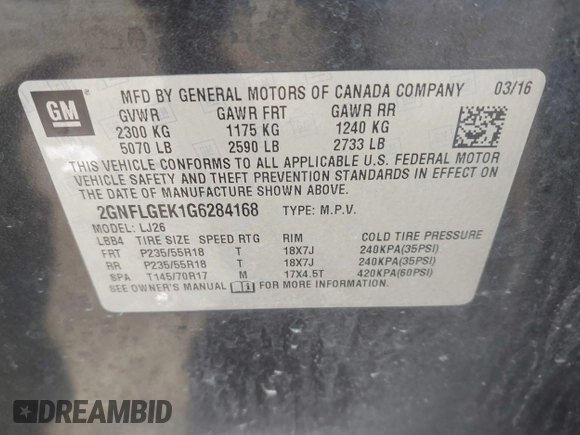 GM
MFD BY GENERAL MOTORS OF CANADA COMPANY 03/16
GVWR GAWR FRT GAWR RR
2300 KG 1175 KG 1240 KG
5070 LB 2590 LB 2733 LB
THIS VEHICLE CONFORMS TO ALL APPLICABLE U.S. FEDERAL MOTOR
VEHICLE SAFETY AND THEFT PREVENTION STANDARDS IN EFFECT ON
THE DATE OF MANUFACTURE SHOWN ABOVE.
2GNFLGEK1G6284168 TYPE: M.P.V.
MODEL: LJ26
LBB4 TIRE SIZE SPEED RTG RIM COLD TIRE PRESSURE
FRT P235/55R18 T 18X7J 240KPA(35PSI)
RR P235/55R18 T 18X7J 240KPA(35PSI)
SPA T145/70R17 M 17X4.5T 420KPA(60PSI)
SEE OWNER'S MANUAL FOR MORE INFORMATION
DREAMBID